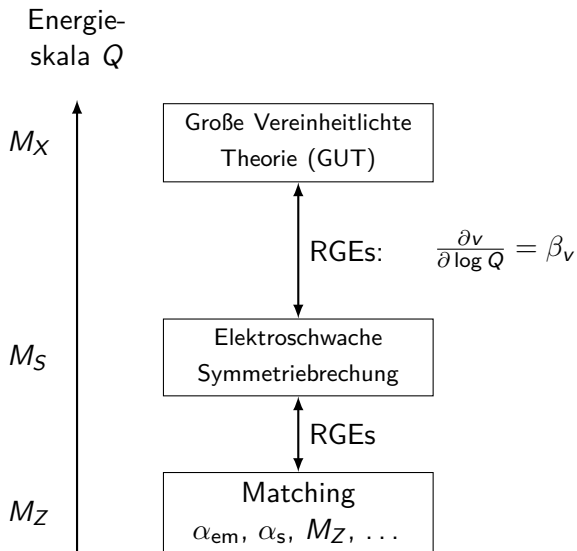 Energie-
skala Q
M_X
Große Vereinheitlichte
Theorie (GUT)
RGEs: ∂v/∂ log Q = β_v
M_S
Elektroschwache
Symmetriebrechung
RGEs
M_Z
Matching
α_em, α_s, M_Z, …